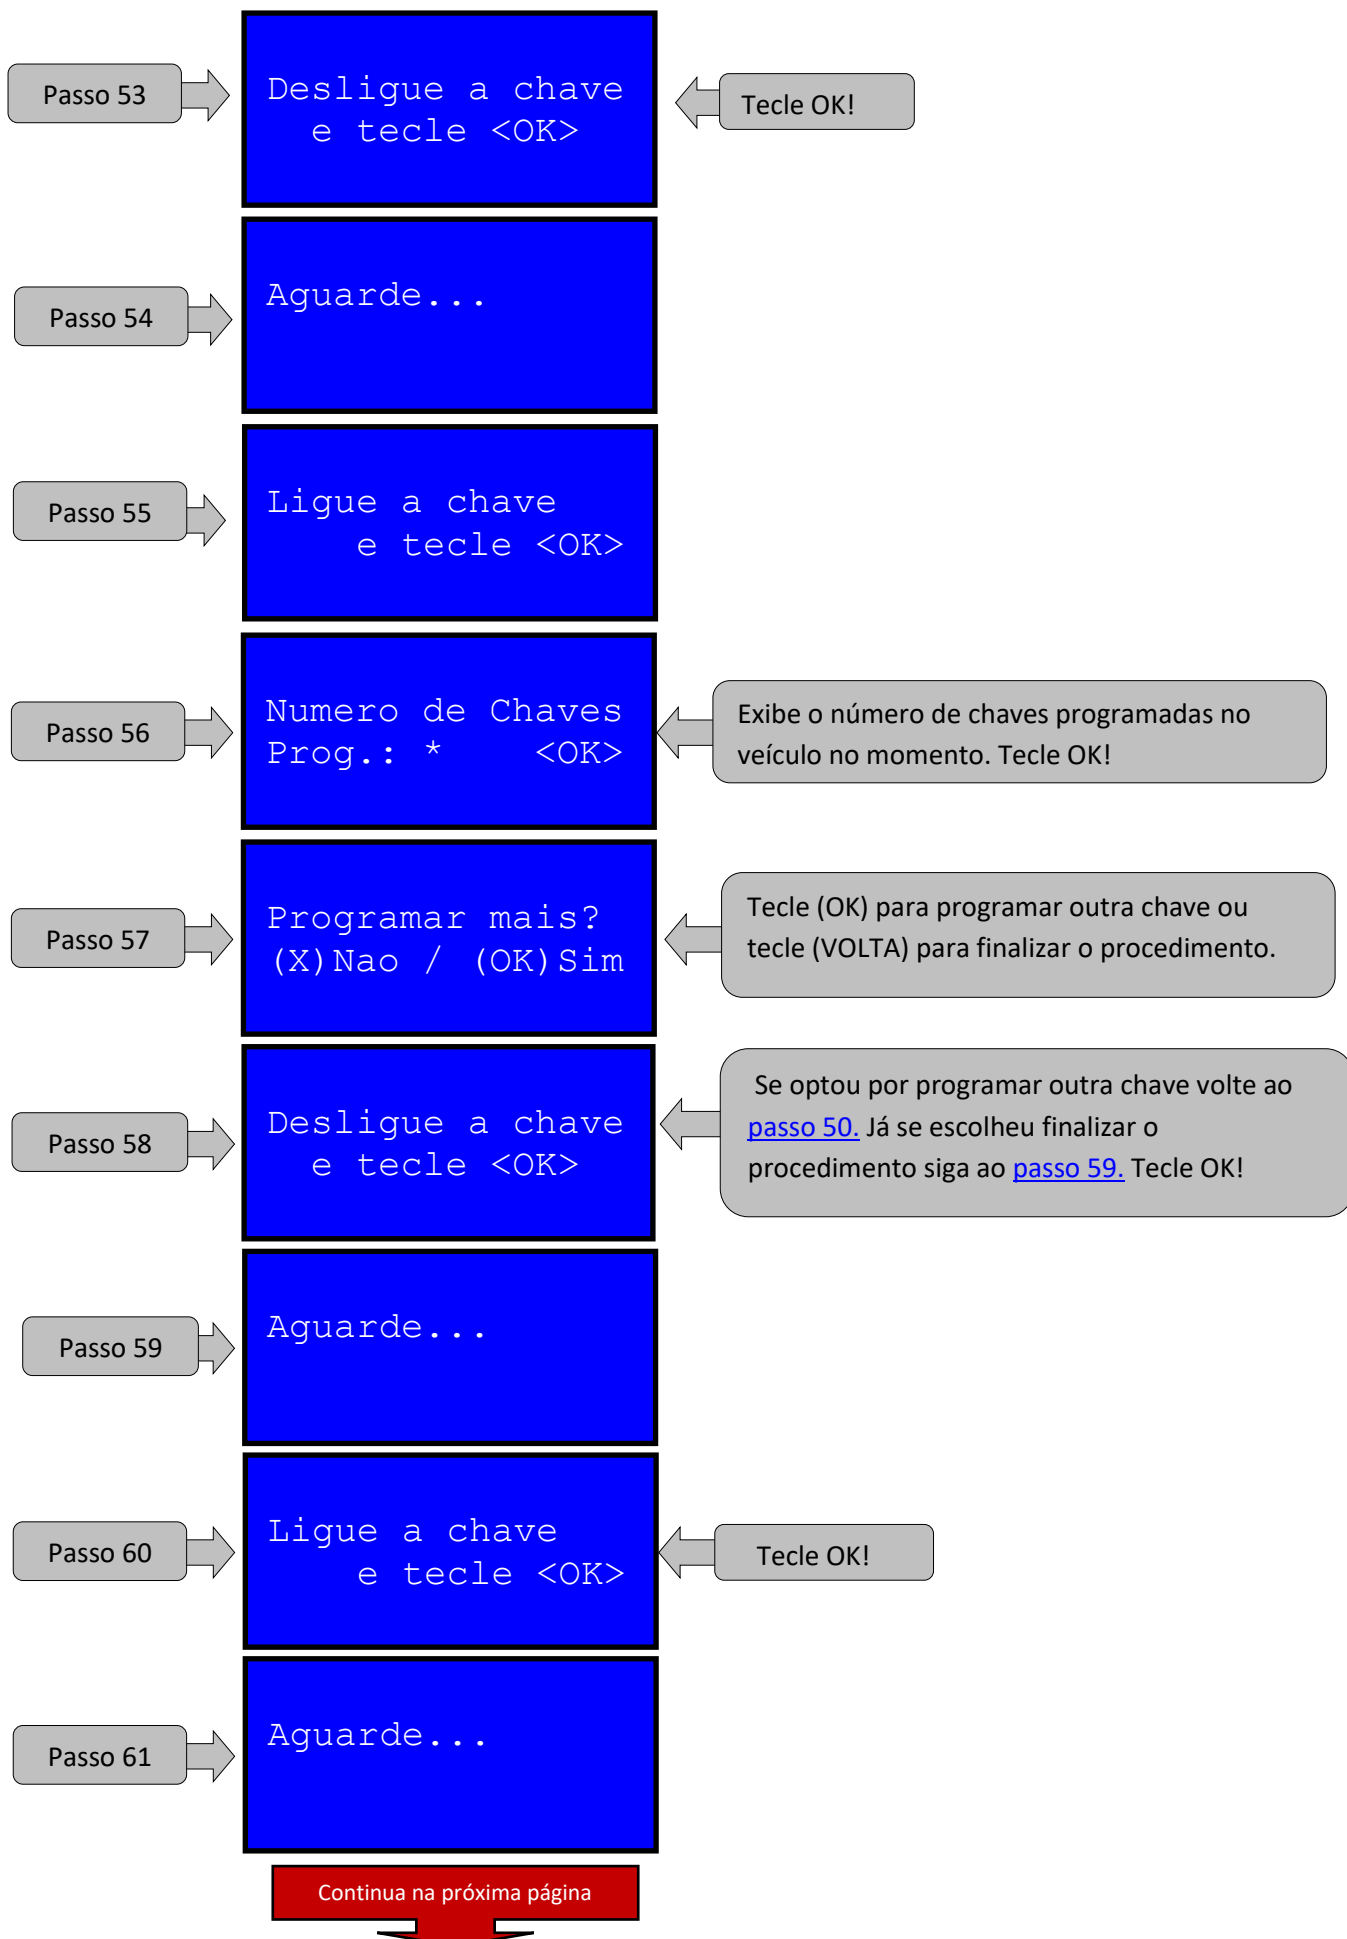 Passo 53
Desligue a chave
e tecle <OK>
Tecle OK!
Passo 54
Aguarde...
Passo 55
Ligue a chave
e tecle <OK>
Passo 56
Numero de Chaves
Prog.: * <OK>
Exibe o número de chaves programadas no
veículo no momento. Tecle OK!
Passo 57
Programar mais?
(X)Nao / (OK)Sim
Tecle (OK) para programar outra chave ou
tecle (VOLTA) para finalizar o procedimento.
Passo 58
Desligue a chave
e tecle <OK>
Se optou por programar outra chave volte ao
passo 50. Já se escolheu finalizar o
procedimento siga ao passo 59. Tecle OK!
Passo 59
Aguarde...
Passo 60
Ligue a chave
e tecle <OK>
Tecle OK!
Passo 61
Aguarde...
Continua na próxima página